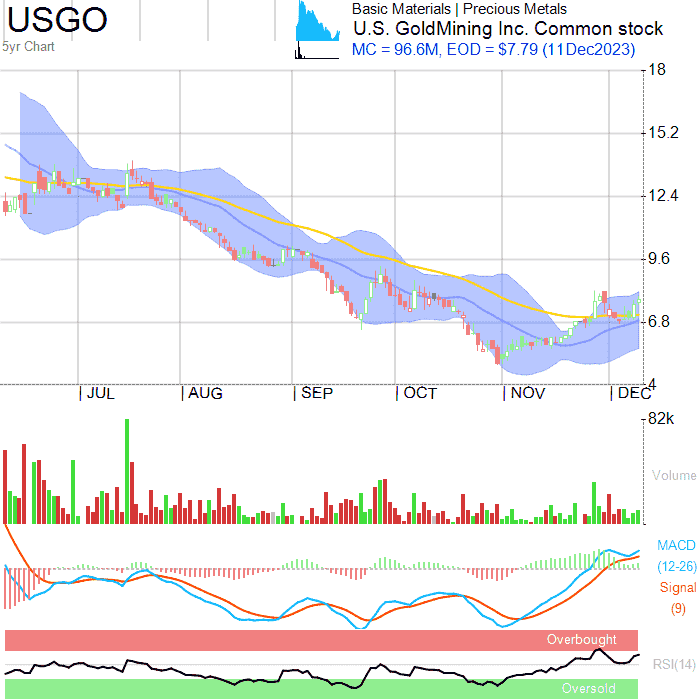 USGO
5yr Chart
Basic Materials | Precious Metals
U.S. GoldMining Inc. Common stock
MC = 96.6M, EOD = $7.79 (11Dec2023)
18
15.2
12.4
9.6
6.8
4
| JUL
| AUG
| SEP
| OCT
| NOV
| DEC
82k
Volume
MACD
(12-26)
Signal
(9)
Overbought
RSI(14)
Oversold